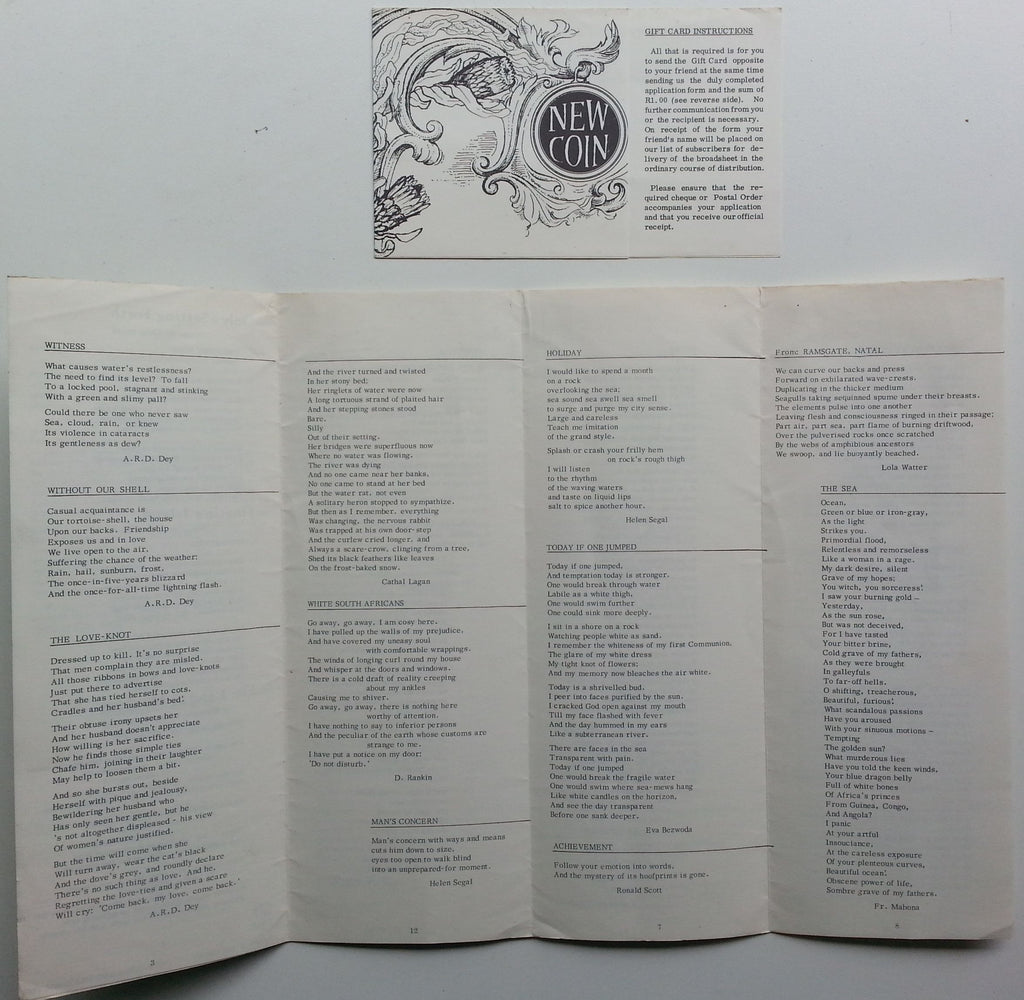 NEW
COIN
GIFT CARD INSTRUCTIONS
All that is required is for you
to send the Gift Card opposite
to your friend at the same time
sending us the duly completed
application form and the sum of
R1.00 (see reverse side). No
further communication from you
or the recipient is necessary.
On receipt of the form your
friend's name will be placed on
our list of subscribers for de-
livery of the broadsheet in the
ordinary course of distribution.
Please ensure that the re-
quired cheque or Postal Order
accompanies your application
and that you receive our official
receipt.
WITNESS
What causes water's restlessness?
The need to find its level? To fall
To a locked pool, stagnant and stinking
With a green and slimy pall?
Could there be one who never saw
Sea, cloud, rain, or knew
Its violence in cataracts
Its gentleness as dew?
A.R.D. Dey
WITHOUT OUR SHELL
Casual acquaintance is
Our tortoise-shell, the house
Upon our backs. Friendship
Exposes us and in love
We live open to the air,
Suffering the chance of the weather:
Rain, hail, sunburn, frost,
The once-in-five-years blizzard
And the once-for-all-time lightning flash.
A.R.D. Dey
THE LOVE-KNOT
Dressed up to kill. It's no surprise
That men complain they are misled.
All those ribbons in bows and love-knots
Just put there to advertise
That she has tied herself to cots,
Cradles and her husband's bed!
Their obtuse irony upsets her
And her husband doesn't appreciate
How willing is her sacrifice.
Now he finds those simple ties
Chafe him, joining in their laughter
May help to loosen them a bit.
And so she bursts out, beside
Herself with pique and jealousy,
Bewildering her husband who
Has only seen her gentle, but he
's not altogether displeased - his view
Of women's nature justified.
But the time will come when she
Will turn away, wear the cat's black
And the dove's grey, and roundly declare
There's no such thing as love. And he,
Regretting the love-ties and given a scare
Will cry: 'Come back, my love, come back.'
A.R.D. Dey
3
And the river turned and twisted
In her stony bed;
Her ringlets of water were now
A long tortuous strand of plaited hair
And her stepping stones stood
Bare,
Silly
Out of their setting.
Her bridges were superfluous now
Where no water was flowing.
The river was dying
And no one came near her banks,
No one came to stand at her bed
But the water rat, not even
A solitary heron stopped to sympathize.
But then as I remember, everything
Was changing, the nervous rabbit
Was trapped at his own door-step
And the curlew cried longer, and
Always a scare-crow, clinging from a tree,
Shed its black feathers like leaves
On the frost-baked snow.
Cathal Lagan
WHITE SOUTH AFRICANS
Go away, go away, I am cosy here.
I have pulled up the walls of my prejudice,
And have covered my uneasy soul
with comfortable wrappings.
The winds of longing curl round my house
And whisper at the doors and windows.
There is a cold draft of reality creeping
about my ankles
Causing me to shiver.
Go away, go away, there is nothing here
worthy of attention.
I have nothing to say to inferior persons
And the peculiar of the earth whose customs are
strange to me.
I have put a notice on my door:
'Do not disturb.'
D. Rankin
MAN'S CONCERN
Man's concern with ways and means
cuts him down to size,
eyes too open to walk blind
into an unprepared-for moment.
Helen Segal
12
HOLIDAY
I would like to spend a month
on a rock
overlooking the sea;
sea sound sea swell sea smell
to surge and purge my city sense.
Large and careless
Teach me imitation
of the grand style.
Splash or crash your frilly hem
on rock's rough thigh
I will listen
to the rhythm
of the waving waters
and taste on liquid lips
salt to spice another hour.
Helen Segal
TODAY IF ONE JUMPED
Today if one jumped,
And temptation today is stronger,
One would break through water
Labile as a white thigh,
One would swim further
One could sink more deeply.
I sit in a shore on a rock
Watching people white as sand.
I remember the whiteness of my first Communion,
The glare of my white dress
My tight knot of flowers:
And my memory now bleaches the air white.
Today is a shrivelled bud.
I peer into faces purified by the sun.
I cracked God open against my mouth
Till my face flashed with fever
And the day hummed in my ears
Like a subterranean river.
There are faces in the sea
Transparent with pain.
Today if one jumped
One would break the fragile water
One would swim where sea-mews hang
Like white candles on the horizon,
And see the day transparent
Before one sank deeper.
Eva Bezwoda
ACHIEVEMENT
Follow your emotion into words,
And the mystery of its hoofprints is gone.
Ronald Scott
7
From: RAMSGATE, NATAL
We can curve our backs and press
Forward on exhilarated wave-crests.
Duplicating in the thicker medium
Seagulls taking sequinned spume under their breasts.
The elements pulse into one another
Leaving flesh and consciousness ringed in their passage;
Part air, part sea, part flame of burning driftwood,
Over the pulverised rocks once scratched
By the webs of amphibious ancestors
We swoop, and lie buoyantly beached.
Lola Watter
THE SEA
Ocean,
Green or blue or iron-gray,
As the light
Strikes you.
Primordial flood,
Relentless and remorseless
Like a woman in a rage.
My dark desire, silent
Grave of my hopes;
You witch, you sorceress!
I saw your burning gold -
Yesterday,
As the sun rose,
But was not deceived,
For I have tasted
Your bitter brine,
Cold grave of my fathers,
As they were brought
In galleyfuls
To far-off hells.
O shifting, treacherous,
Beautiful, furious!
What scandalous passions
Have you aroused
With your sinuous motions -
Tempting
The golden sun?
What murderous lies
Have you told the keen winds,
Your blue dragon belly
Full of white bones
Of Africa's princes
From Guinea, Congo,
And Angola?
I panic
At your artful
Insouciance,
At the careless exposure
Of your plenteous curves,
Beautiful ocean!
Obscene power of life,
Sombre grave of my fathers.
Fr. Mabona
8